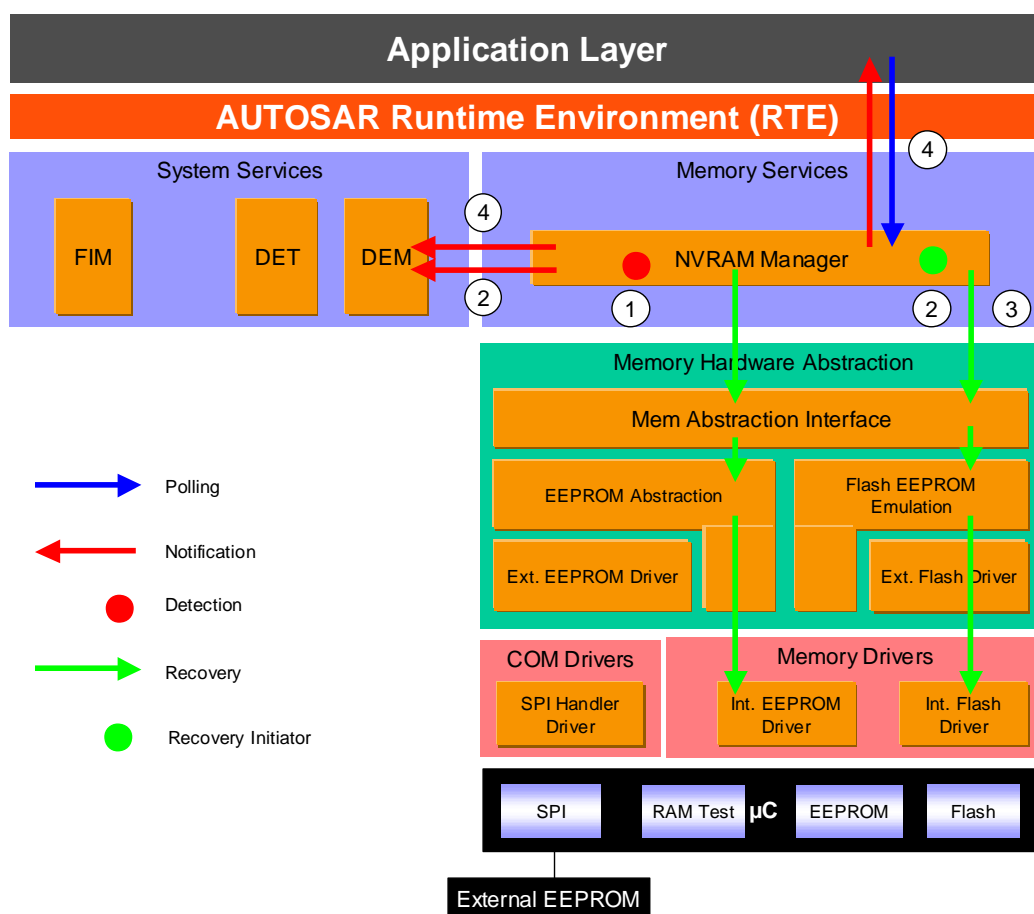 Application Layer
AUTOSAR Runtime Environment (RTE)
System Services
Memory Services
4
4
FIM
DET
DEM
NVRAM Manager
2
1
2
3
Memory Hardware Abstraction
Mem Abstraction Interface
EEPROM Abstraction
Flash EEPROM
Emulation
Ext. EEPROM Driver
Ext. Flash Driver
Polling
Notification
Detection
Recovery
Recovery Initiator
COM Drivers
Memory Drivers
SPI Handler
Driver
Int. EEPROM
Driver
Int. Flash
Driver
SPI
RAM Test
µC
EEPROM
Flash
External EEPROM